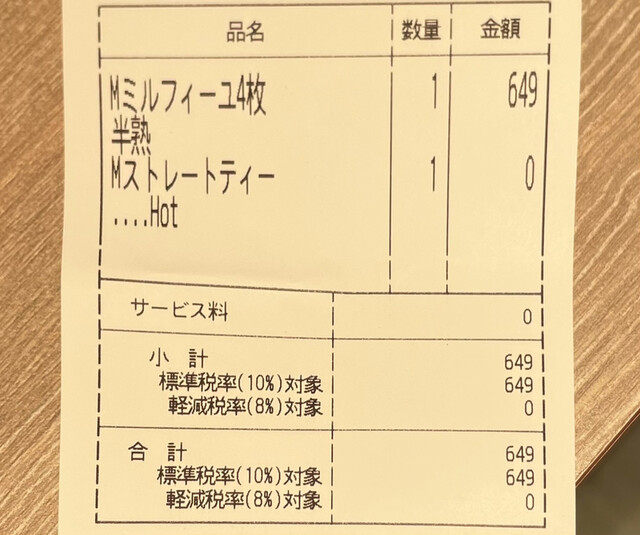 品名 数量 金額
Mミルフィーユ4枚 1 649
半熟
Mストレートティー 1 0
....Hot
サービス料 0
小 計 649
標準税率(10%)対象 649
軽減税率(8%)対象 0
合 計 649
標準税率(10%)対象 649
軽減税率(8%)対象 0